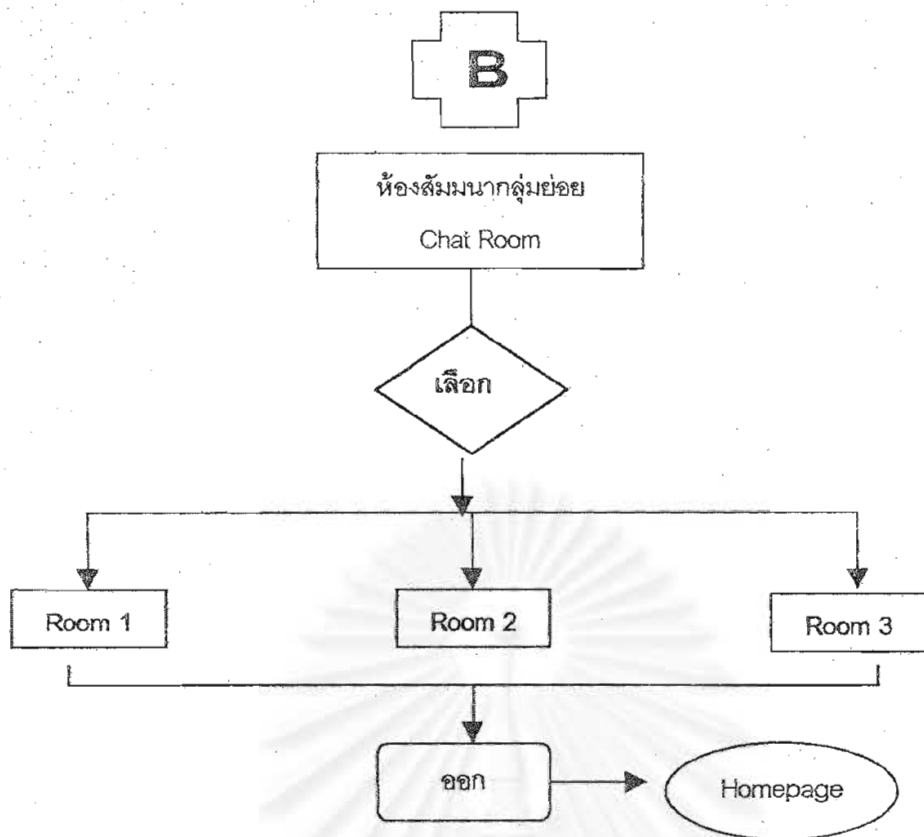 B
ห้องสัมมนากลุ่มย่อย
Chat Room
เลือก
Room 1
Room 2
Room 3
ออก
Homepage